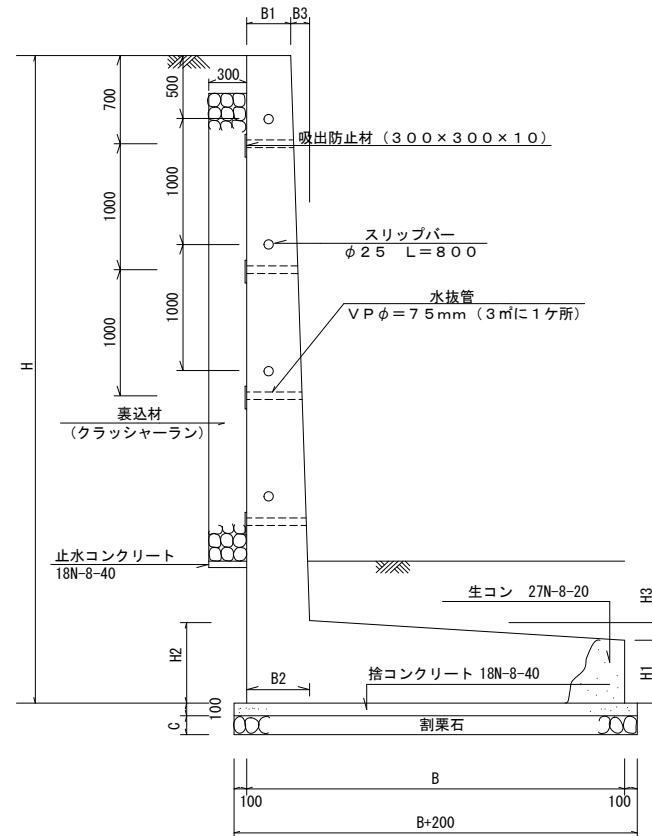 B1
B3
300
700
500
吸出防止材（３００×３００×１０）
1000
1000
スリップバー
φ２５　Ｌ＝８００
1000
1000
水抜管
ＶＰφ＝７５mm（３㎡に１ケ所）
H
裏込材
（クラッシャーラン）
止水コンクリート
18N-8-40
生コン　27N-8-20
H3
H2
B2
捨コンクリート 18N-8-40
H1
100
C
割栗石
B
100
100
B+200